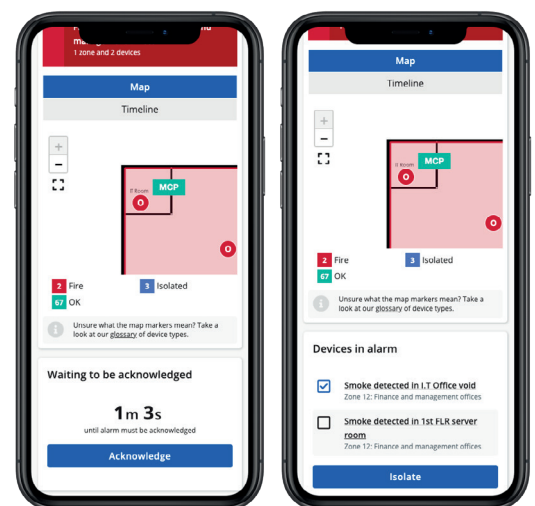 1 zone and 2 devices
Map
Timeline
+
−
IT Room
MCP
O
O
2 Fire
3 Isolated
67 OK
i
Unsure what the map markers mean? Take a
look at our glossary of device types.
Waiting to be acknowledged
1m 3s
until alarm must be acknowledged
Acknowledge
Map
Timeline
+
−
IT Room
MCP
O
O
2 Fire
3 Isolated
67 OK
i
Unsure what the map markers mean? Take a
look at our glossary of device types.
Devices in alarm
Smoke detected in I.T Office void
Zone 12: Finance and management offices
Smoke detected in 1st FLR server
room
Zone 12: Finance and management offices
Isolate